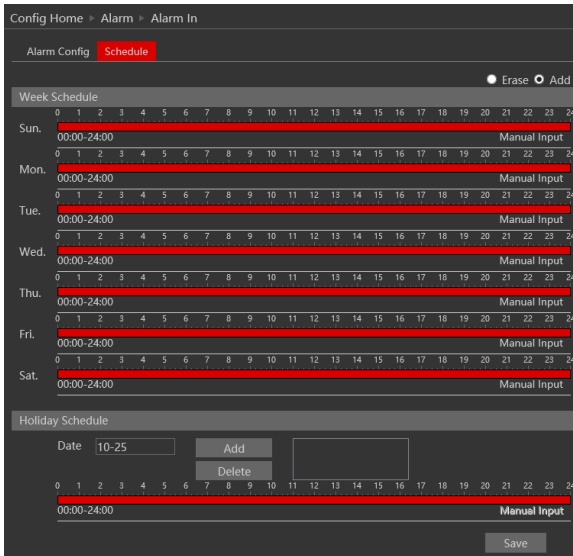 Config Home ▸ Alarm ▸ Alarm In
Alarm Config Schedule
Erase Add
Week Schedule
0 1 2 3 4 5 6 7 8 9 10 11 12 13 14 15 16 17 18 19 20 21 22 23 24
Sun.
00:00-24:00 Manual Input
0 1 2 3 4 5 6 7 8 9 10 11 12 13 14 15 16 17 18 19 20 21 22 23 24
Mon.
00:00-24:00 Manual Input
0 1 2 3 4 5 6 7 8 9 10 11 12 13 14 15 16 17 18 19 20 21 22 23 24
Tue.
00:00-24:00 Manual Input
0 1 2 3 4 5 6 7 8 9 10 11 12 13 14 15 16 17 18 19 20 21 22 23 24
Wed.
00:00-24:00 Manual Input
0 1 2 3 4 5 6 7 8 9 10 11 12 13 14 15 16 17 18 19 20 21 22 23 24
Thu.
00:00-24:00 Manual Input
0 1 2 3 4 5 6 7 8 9 10 11 12 13 14 15 16 17 18 19 20 21 22 23 24
Fri.
00:00-24:00 Manual Input
0 1 2 3 4 5 6 7 8 9 10 11 12 13 14 15 16 17 18 19 20 21 22 23 24
Sat.
00:00-24:00 Manual Input
Holiday Schedule
Date 10-25 Add
Delete
0 1 2 3 4 5 6 7 8 9 10 11 12 13 14 15 16 17 18 19 20 21 22 23 24
00:00-24:00 Manual Input
Save